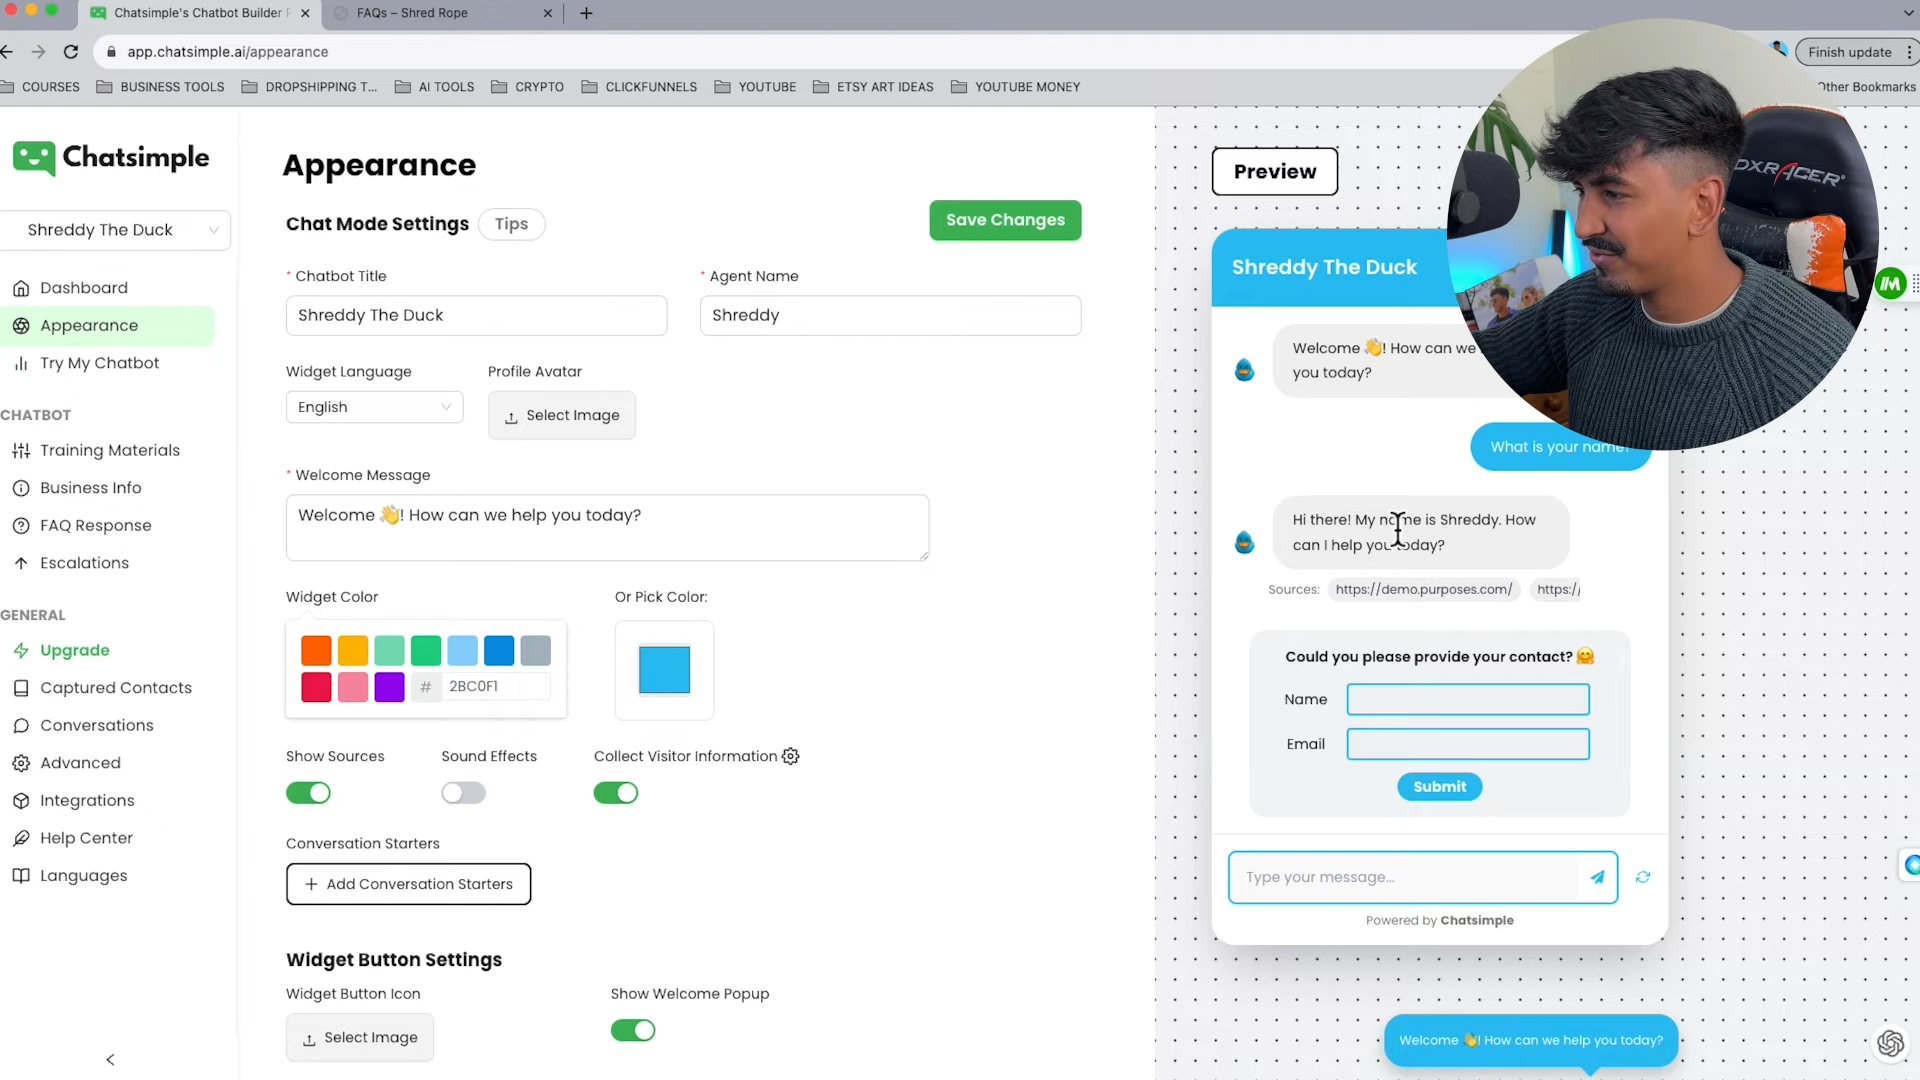 Chatsimple's Chatbot Builder
FAQs – Shred Rope
app.chatsimple.ai/appearance
Finish update
COURSES
BUSINESS TOOLS
DROPSHIPPING T...
AI TOOLS
CRYPTO
CLICKFUNNELS
YOUTUBE
ETSY ART IDEAS
YOUTUBE MONEY
Other Bookmarks
Chatsimple
Shreddy The Duck
Dashboard
Appearance
Try My Chatbot
CHATBOT
Training Materials
Business Info
FAQ Response
Escalations
GENERAL
Upgrade
Captured Contacts
Conversations
Advanced
Integrations
Help Center
Languages
Appearance
Chat Mode Settings
Tips
Save Changes
* Chatbot Title
* Agent Name
Shreddy The Duck
Shreddy
Widget Language
Profile Avatar
English
Select Image
* Welcome Message
Welcome 👋! How can we help you today?
Widget Color
Or Pick Color:
# 2BC0F1
Show Sources
Sound Effects
Collect Visitor Information
Conversation Starters
+ Add Conversation Starters
Widget Button Settings
Widget Button Icon
Show Welcome Popup
Select Image
Preview
Shreddy The Duck
Welcome 👋! How can we
you today?
What is your name?
Hi there! My name is Shreddy. How
can I help you today?
Sources: https://demo.purposes.com/ https:/
Could you please provide your contact? 🤗
Name
Email
Submit
Type your message...
Powered by Chatsimple
Welcome 👋! How can we help you today?
DXRACER